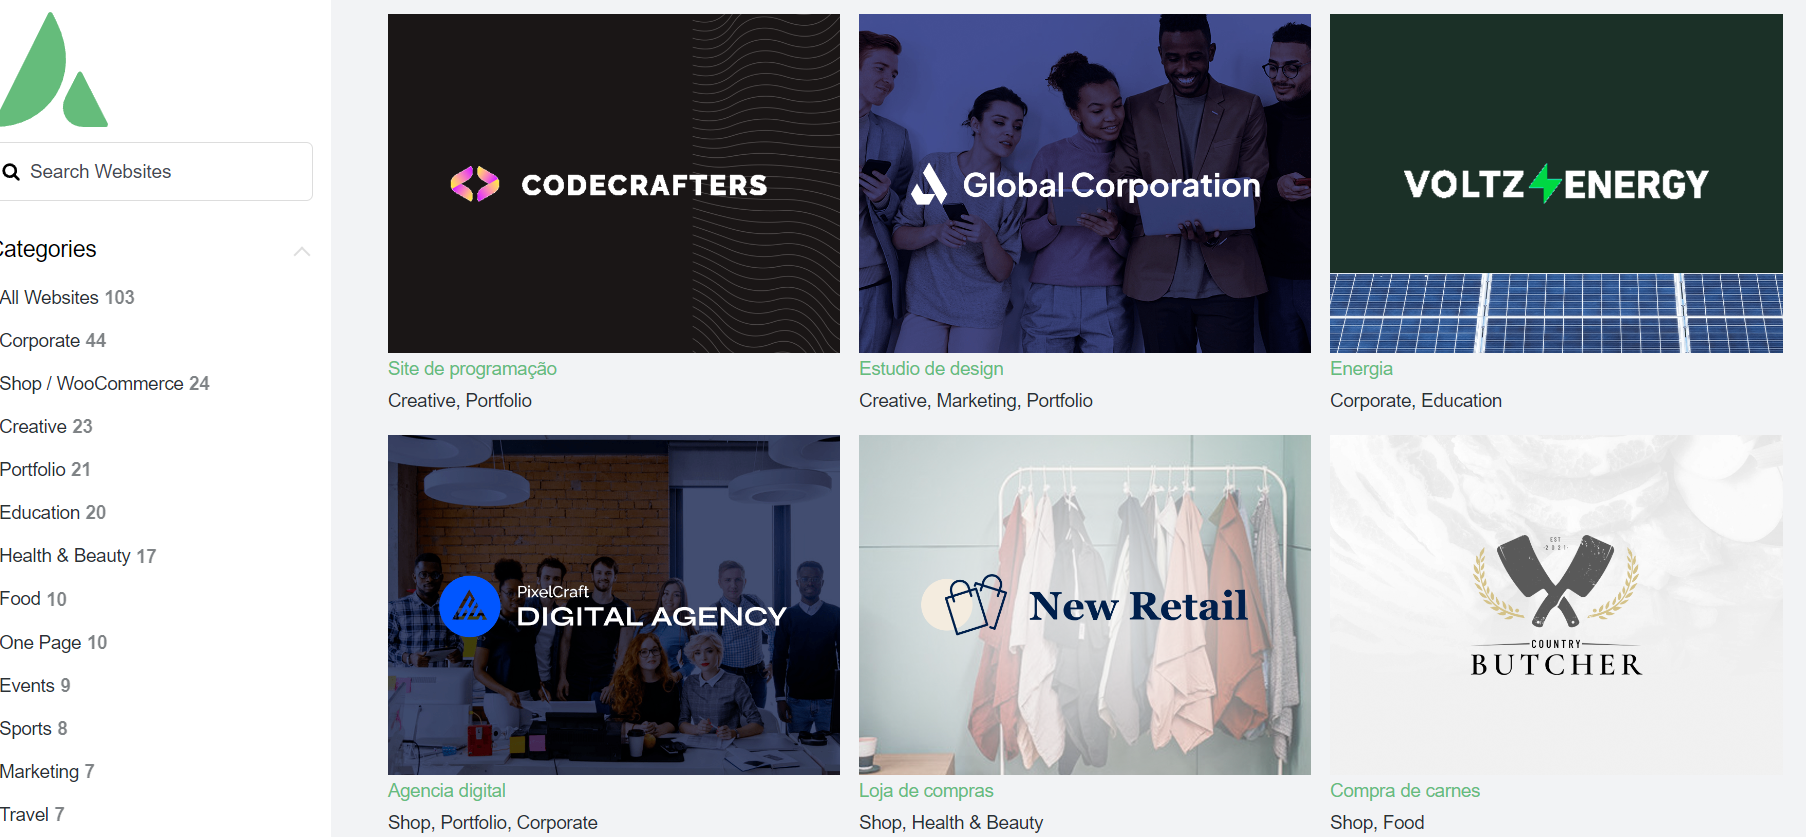 Search Websites
Categories
All Websites 103
Corporate 44
Shop / WooCommerce 24
Creative 23
Portfolio 21
Education 20
Health & Beauty 17
Food 10
One Page 10
Events 9
Sports 8
Marketing 7
Travel 7
CODECRAFTERS
Site de programação
Creative, Portfolio
Global Corporation
Estudio de design
Creative, Marketing, Portfolio
VOLTZ ENERGY
Energia
Corporate, Education
PixelCraft
DIGITAL AGENCY
Agencia digital
Shop, Portfolio, Corporate
New Retail
Loja de compras
Shop, Health & Beauty
EST
2021
COUNTRY
BUTCHER
Compra de carnes
Shop, Food